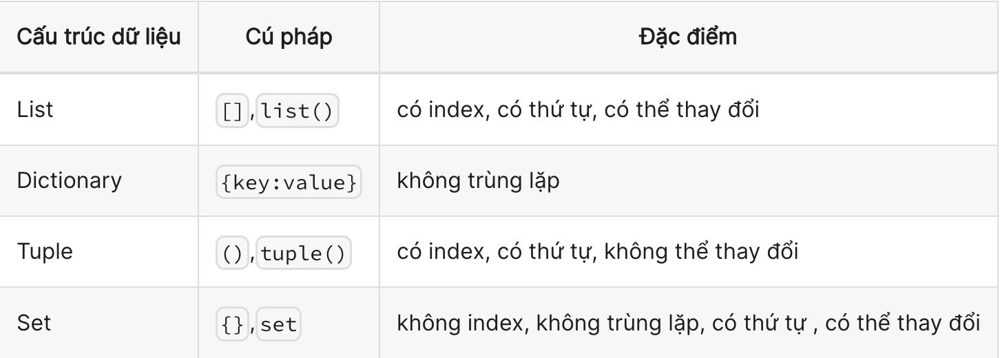 Cấu trúc dữ liệu Cú pháp Đặc điểm
List [],list() có index, có thứ tự, có thể thay đổi
Dictionary {key:value} không trùng lặp
Tuple (),tuple() có index, có thứ tự, không thể thay đổi
Set {},set không index, không trùng lặp, có thứ tự , có thể thay đổi